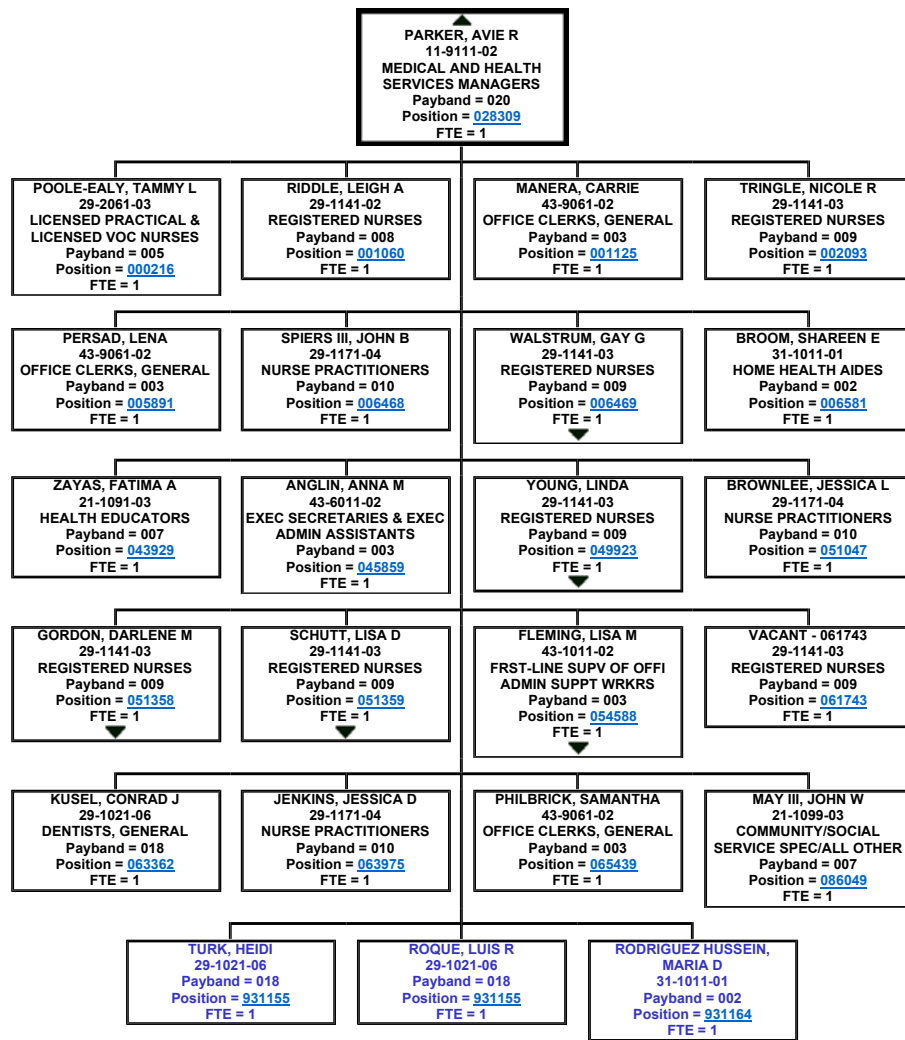 PARKER, AVIE R
11-9111-02
MEDICAL AND HEALTH
SERVICES MANAGERS
Payband = 020
Position = 028309
FTE = 1
POOLE-EALY, TAMMY L
29-2061-03
LICENSED PRACTICAL &
LICENSED VOC NURSES
Payband = 005
Position = 000216
FTE = 1
RIDDLE, LEIGH A
29-1141-02
REGISTERED NURSES
Payband = 008
Position = 001060
FTE = 1
MANERA, CARRIE
43-9061-02
OFFICE CLERKS, GENERAL
Payband = 003
Position = 001125
FTE = 1
TRINGLE, NICOLE R
29-1141-03
REGISTERED NURSES
Payband = 009
Position = 002093
FTE = 1
PERSAD, LENA
43-9061-02
OFFICE CLERKS, GENERAL
Payband = 003
Position = 005891
FTE = 1
SPIERS III, JOHN B
29-1171-04
NURSE PRACTITIONERS
Payband = 010
Position = 006468
FTE = 1
WALSTRUM, GAY G
29-1141-03
REGISTERED NURSES
Payband = 009
Position = 006469
FTE = 1
BROOM, SHAREEN E
31-1011-01
HOME HEALTH AIDES
Payband = 002
Position = 006581
FTE = 1
ZAYAS, FATIMA A
21-1091-03
HEALTH EDUCATORS
Payband = 007
Position = 043929
FTE = 1
ANGLIN, ANNA M
43-6011-02
EXEC SECRETARIES & EXEC
ADMIN ASSISTANTS
Payband = 003
Position = 045859
FTE = 1
YOUNG, LINDA
29-1141-03
REGISTERED NURSES
Payband = 009
Position = 049923
FTE = 1
BROWNLEE, JESSICA L
29-1171-04
NURSE PRACTITIONERS
Payband = 010
Position = 051047
FTE = 1
GORDON, DARLENE M
29-1141-03
REGISTERED NURSES
Payband = 009
Position = 051358
FTE = 1
SCHUTT, LISA D
29-1141-03
REGISTERED NURSES
Payband = 009
Position = 051359
FTE = 1
FLEMING, LISA M
43-1011-02
FRST-LINE SUPV OF OFFI
ADMIN SUPPT WRKRS
Payband = 003
Position = 054588
FTE = 1
VACANT - 061743
29-1141-03
REGISTERED NURSES
Payband = 009
Position = 061743
FTE = 1
KUSEL, CONRAD J
29-1021-06
DENTISTS, GENERAL
Payband = 018
Position = 063362
FTE = 1
JENKINS, JESSICA D
29-1171-04
NURSE PRACTITIONERS
Payband = 010
Position = 063975
FTE = 1
PHILBRICK, SAMANTHA
43-9061-02
OFFICE CLERKS, GENERAL
Payband = 003
Position = 065439
FTE = 1
MAY III, JOHN W
21-1099-03
COMMUNITY/SOCIAL
SERVICE SPEC/ALL OTHER
Payband = 007
Position = 086049
FTE = 1
TURK, HEIDI
29-1021-06
Payband = 018
Position = 931155
FTE = 1
ROQUE, LUIS R
29-1021-06
Payband = 018
Position = 931155
FTE = 1
RODRIGUEZ HUSSEIN,
MARIA D
31-1011-01
Payband = 002
Position = 931164
FTE = 1